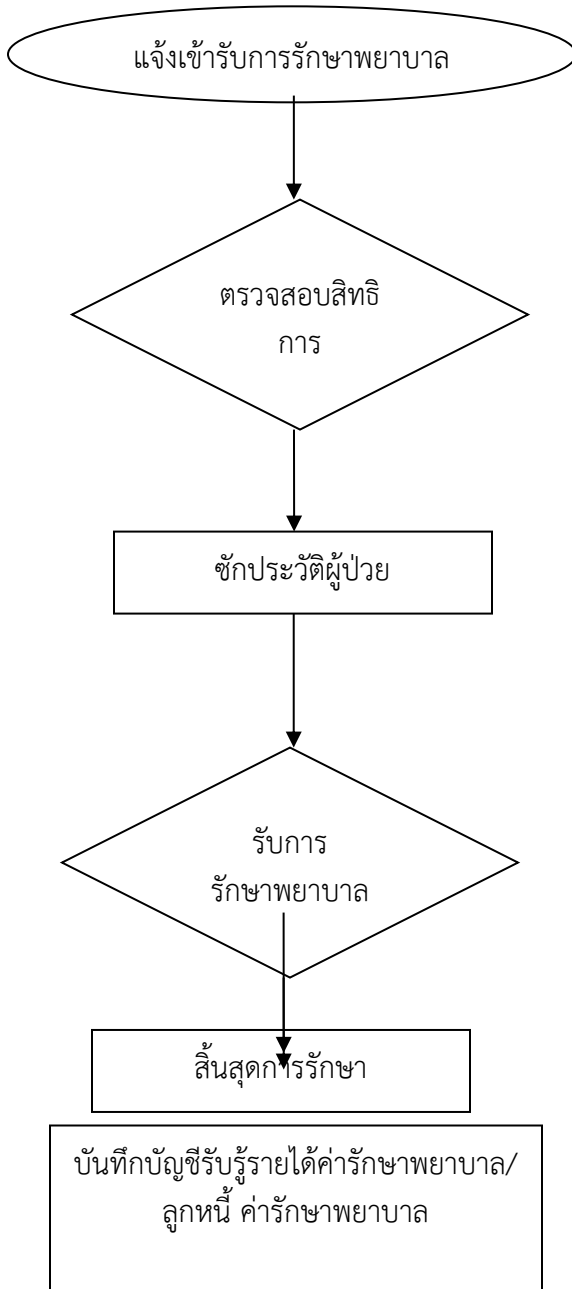 แจ้งเข้ารับการรักษาพยาบาล
ตรวจสอบสิทธิ
การ
ซักประวัติผู้ป่วย
รับการ
รักษาพยาบาล
สิ้นสุดการรักษา
บันทึกบัญชีรับรู้รายได้ค่ารักษาพยาบาล/
ลูกหนี้ ค่ารักษาพยาบาล